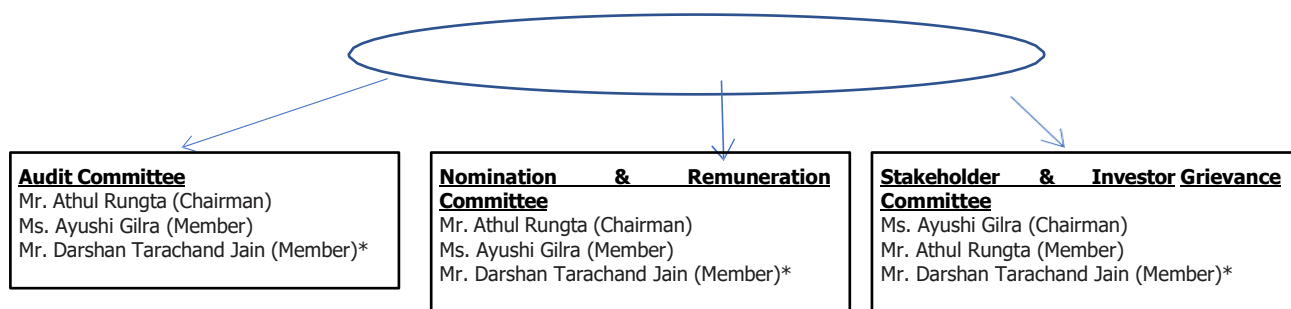 Audit Committee
Mr. Athul Rungta (Chairman)
Ms. Ayushi Gilra (Member)
Mr. Darshan Tarachand Jain (Member)*
Nomination & Remuneration
Committee
Mr. Athul Rungta (Chairman)
Ms. Ayushi Gilra (Member)
Mr. Darshan Tarachand Jain (Member)*
Stakeholder & Investor Grievance
Committee
Ms. Ayushi Gilra (Chairman)
Mr. Athul Rungta (Member)
Mr. Darshan Tarachand Jain (Member)*